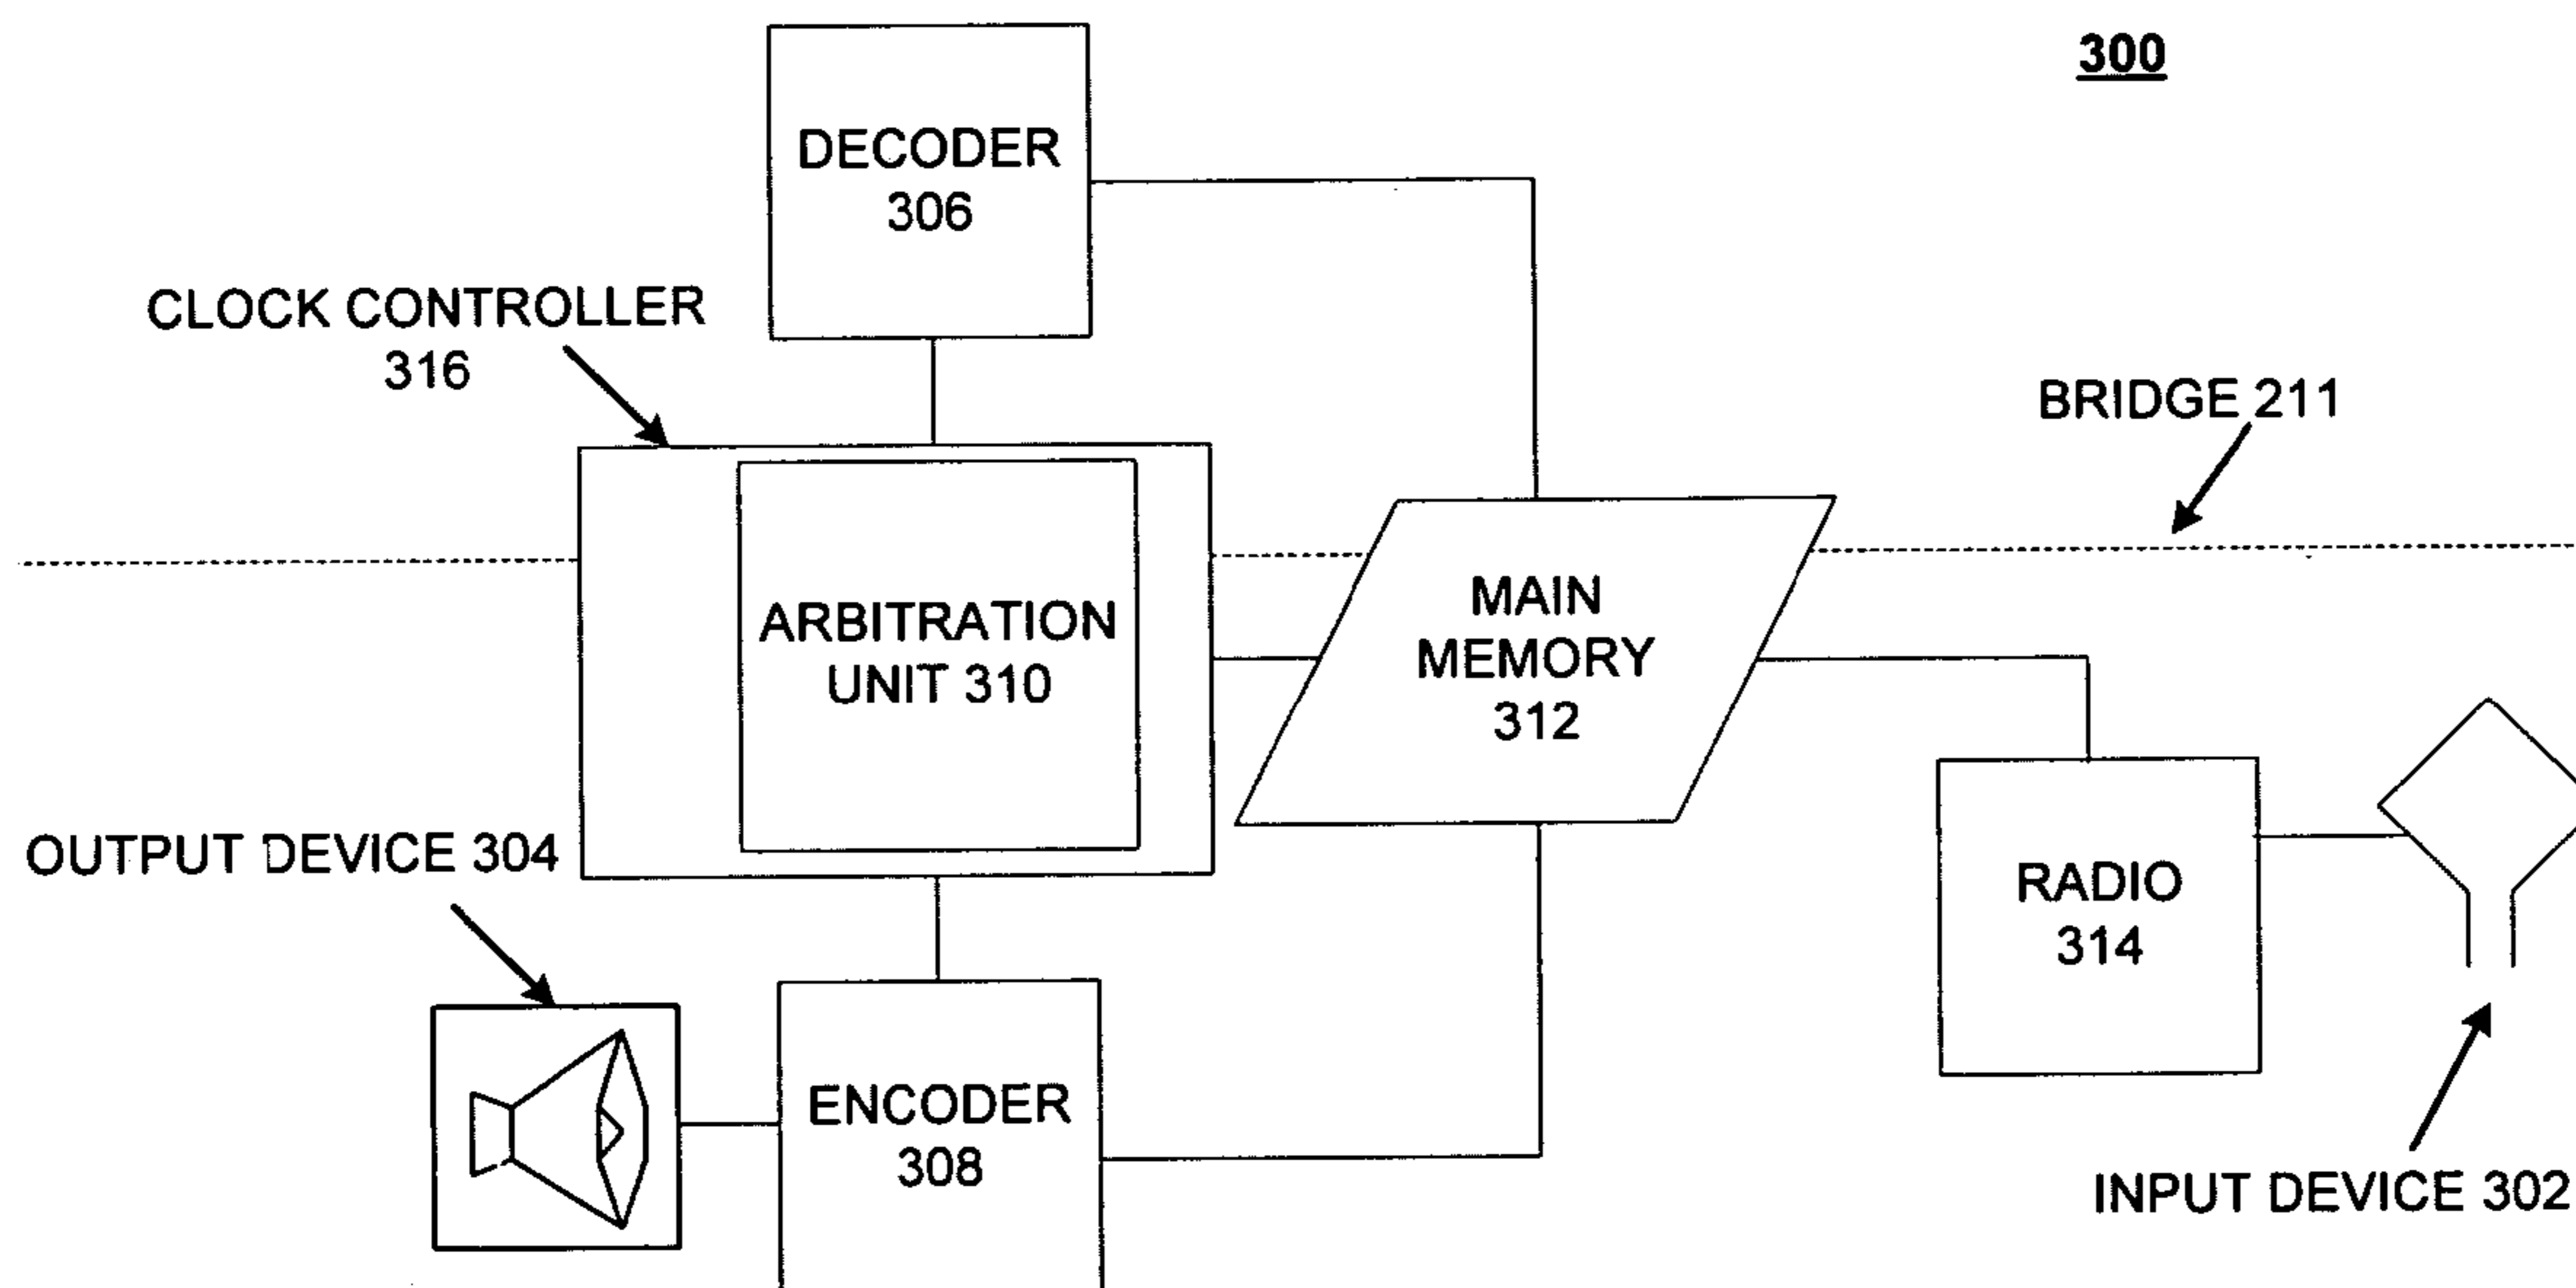 300
DECODER
306
CLOCK CONTROLLER
316
BRIDGE 211
ARBITRATION
UNIT 310
MAIN
MEMORY
312
OUTPUT DEVICE 304
RADIO
314
ENCODER
308
INPUT DEVICE 302